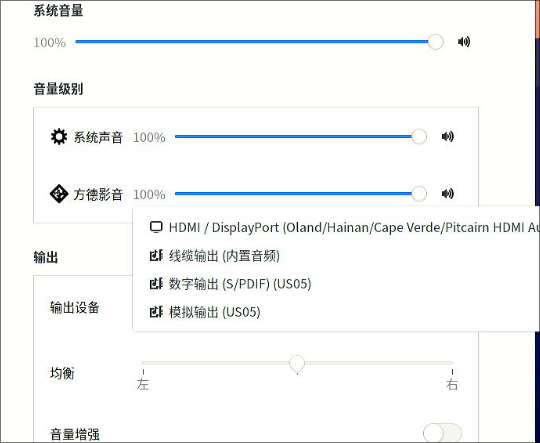 系统音量
100%
音量级别
系统声音 100%
方德影音 100%
HDMI / DisplayPort (Oland/Hainan/Cape Verde/Pitcairn HDMI Au
输出
线缆输出 (内置音频)
数字输出 (S/PDIF) (US05)
输出设备
模拟输出 (US05)
均衡
左 右
音量增强